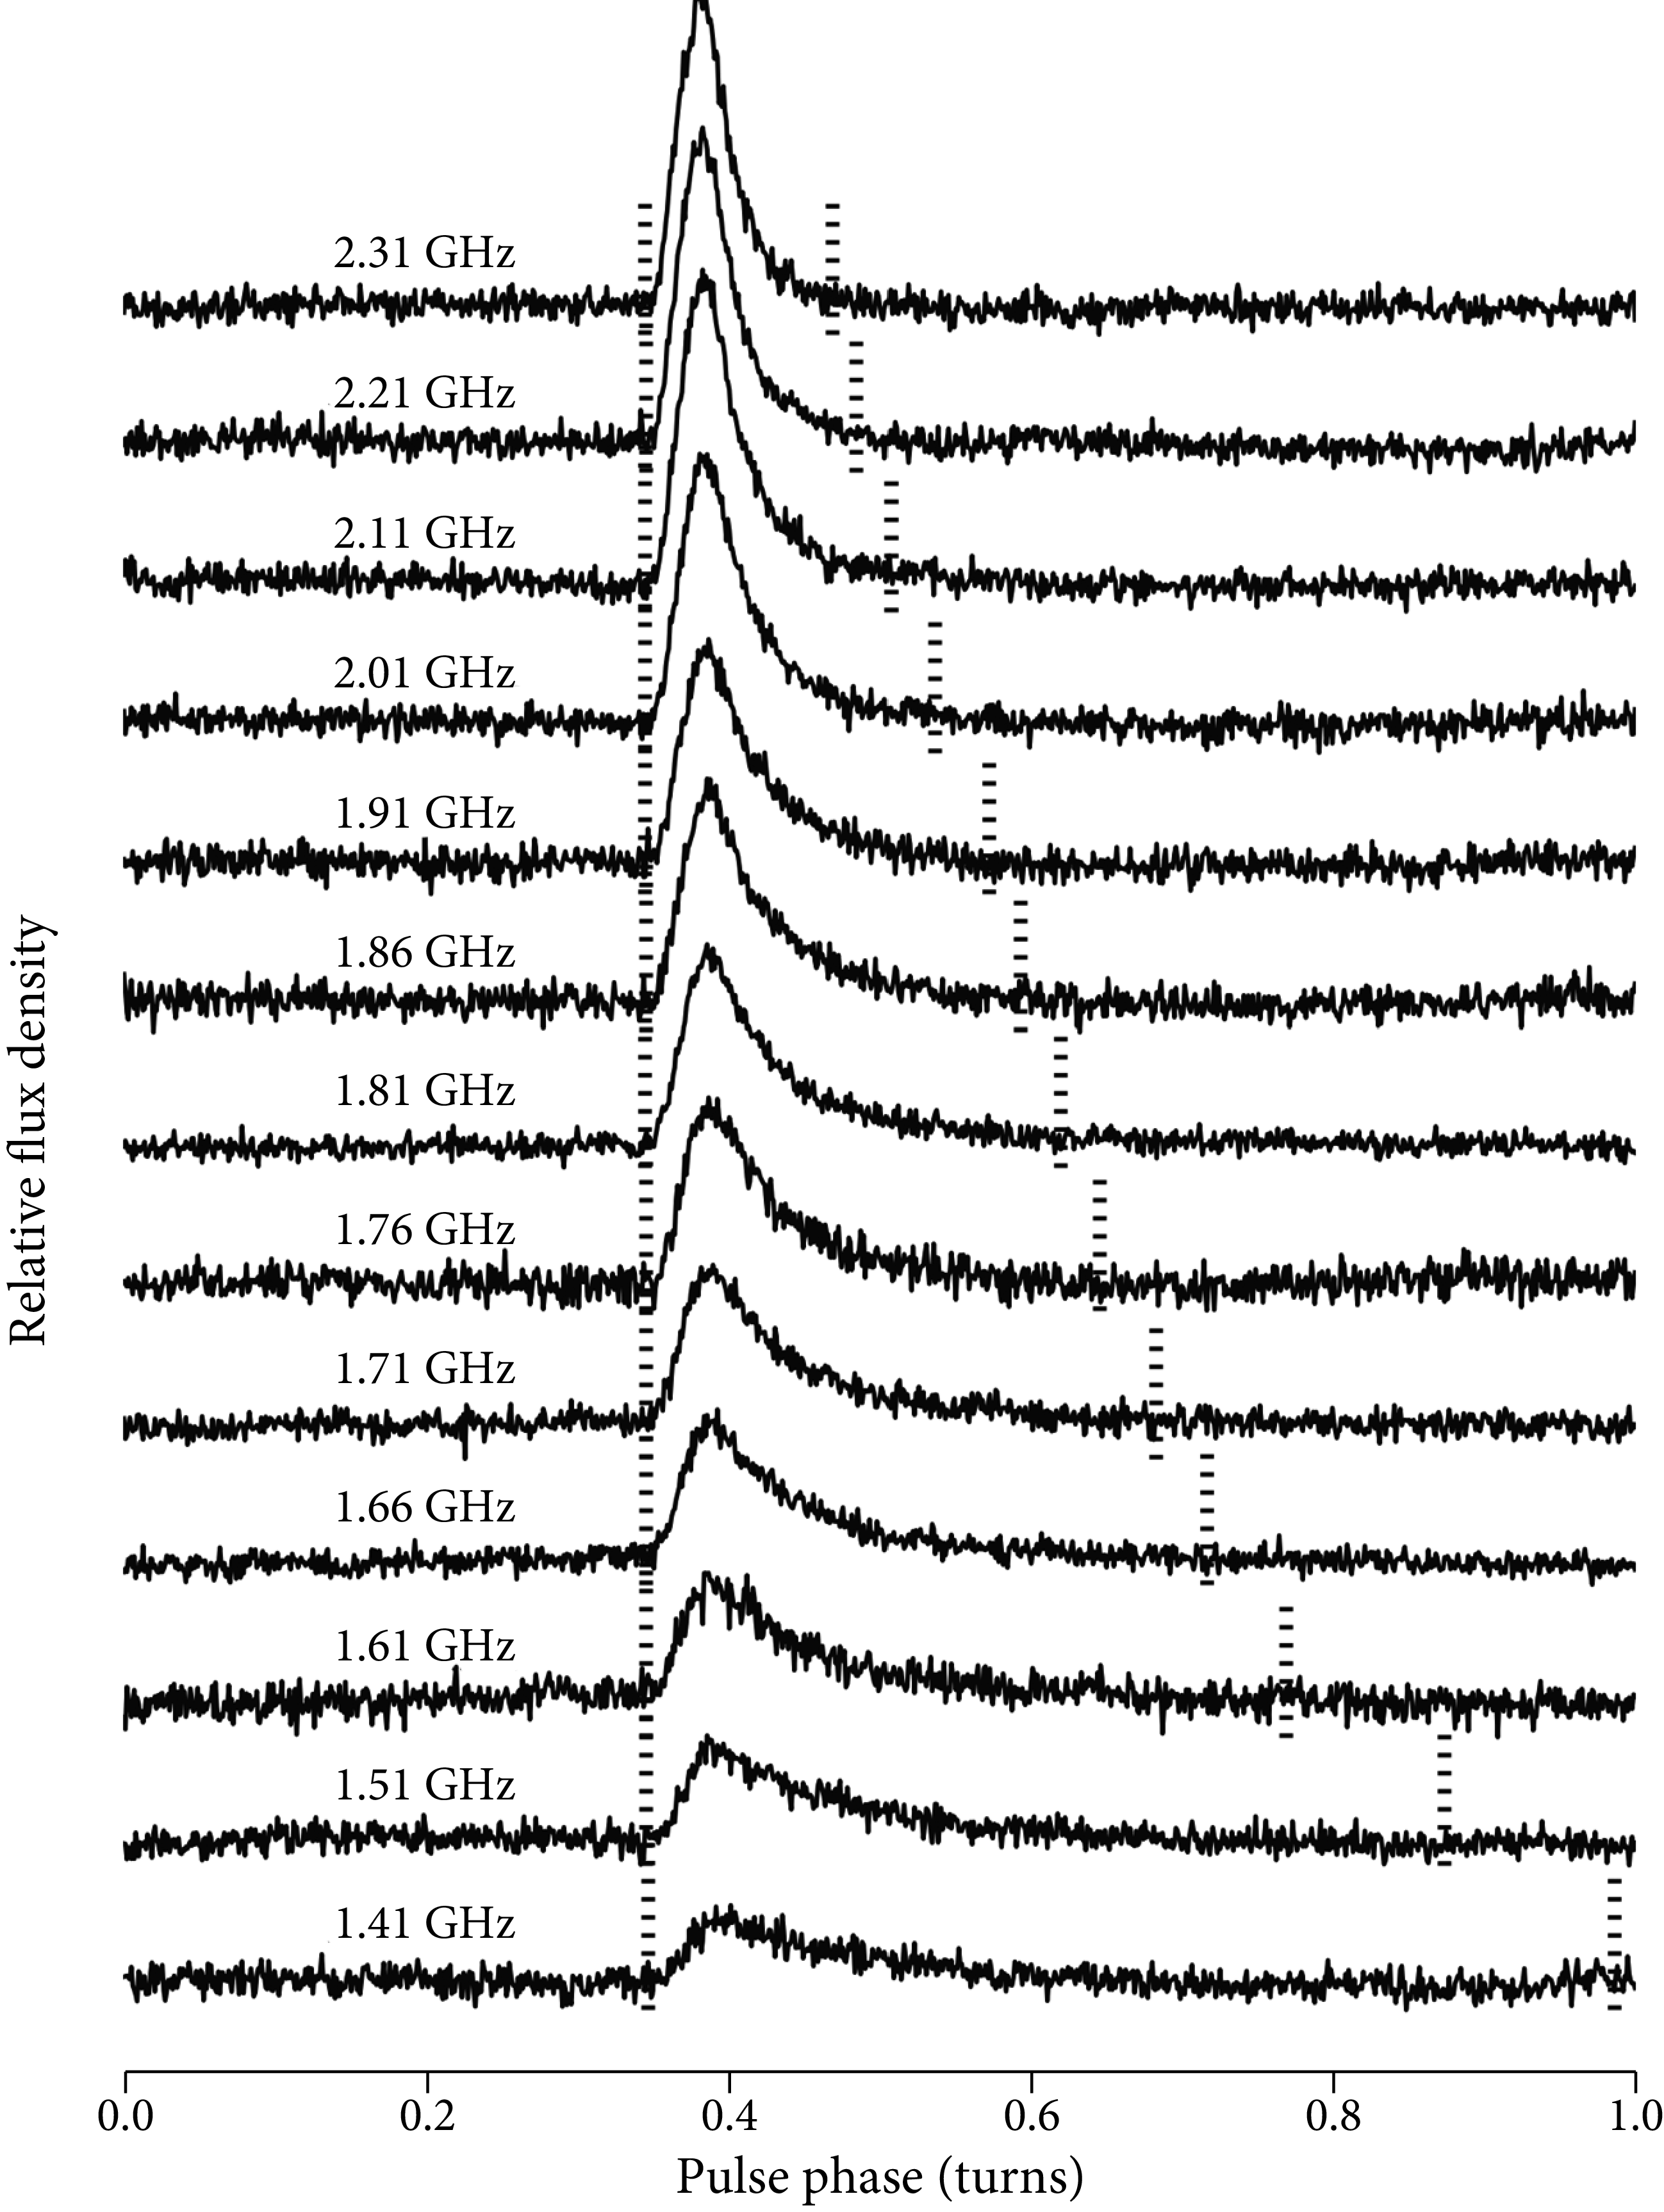 2.31 GHz
2.21 GHz
2.11 GHz
2.01 GHz
1.91 GHz
1.86 GHz
1.81 GHz
1.76 GHz
1.71 GHz
1.66 GHz
1.61 GHz
1.51 GHz
1.41 GHz
Relative flux density
0.0 0.2 0.4 0.6 0.8 1.0
Pulse phase (turns)